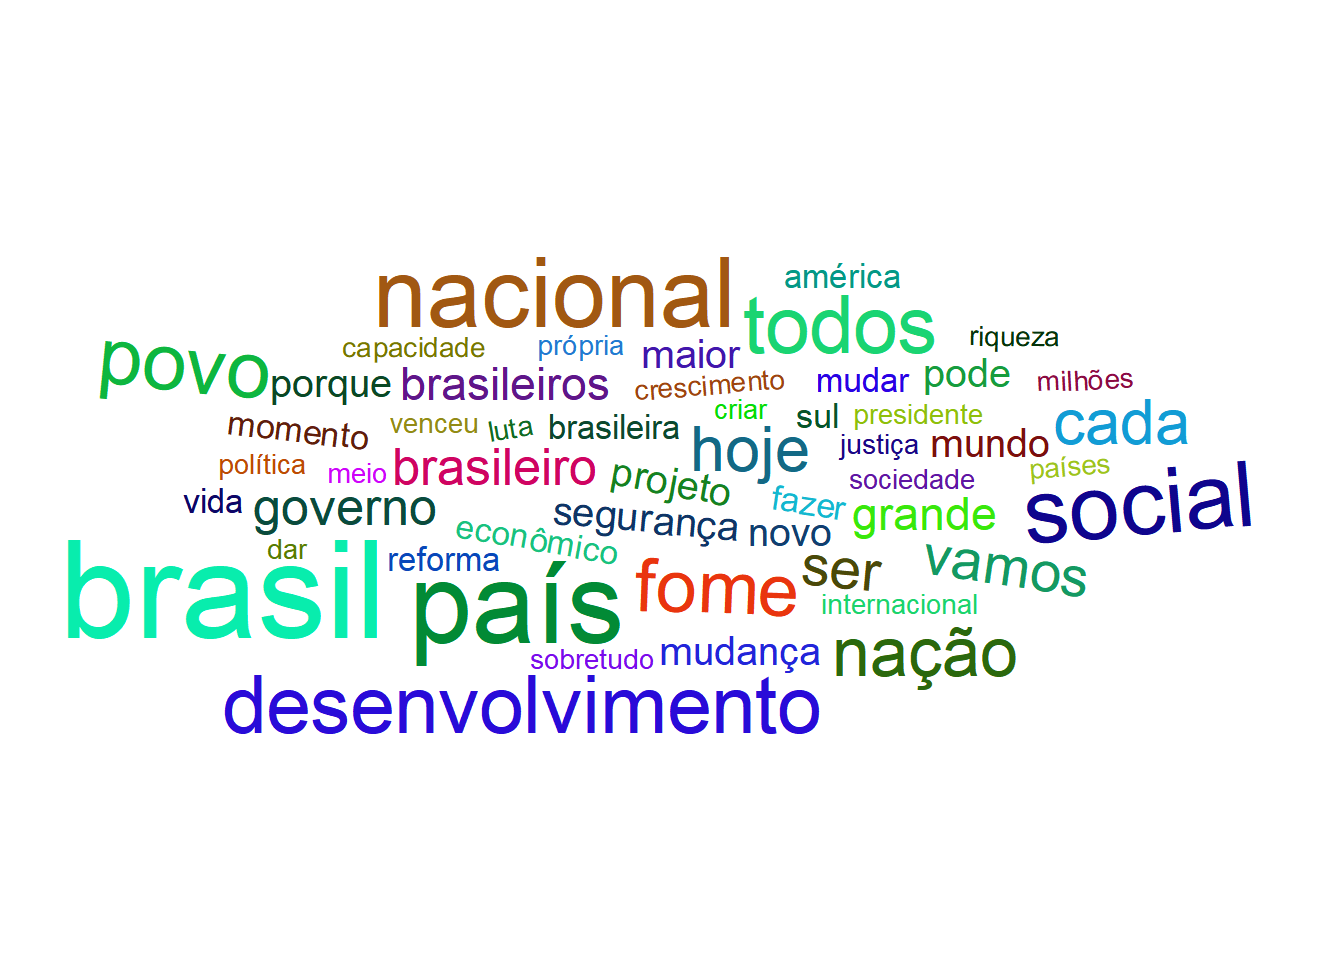 américa
nacional
todos
riqueza
povo
capacidade
própria
maior
porque
brasileiros
crescimento
mudar
pode
milhões
momento
venceu
luta
brasileira
criar
sul
presidente
cada
política
meio
brasileiro
hoje
justiça
mundo
vida
governo
projeto
fazer
sociedade
países
social
econômico
segurança
novo
grande
dar
reforma
brasil
país
fome
ser
vamos
internacional
sobretudo
mudança
nação
desenvolvimento